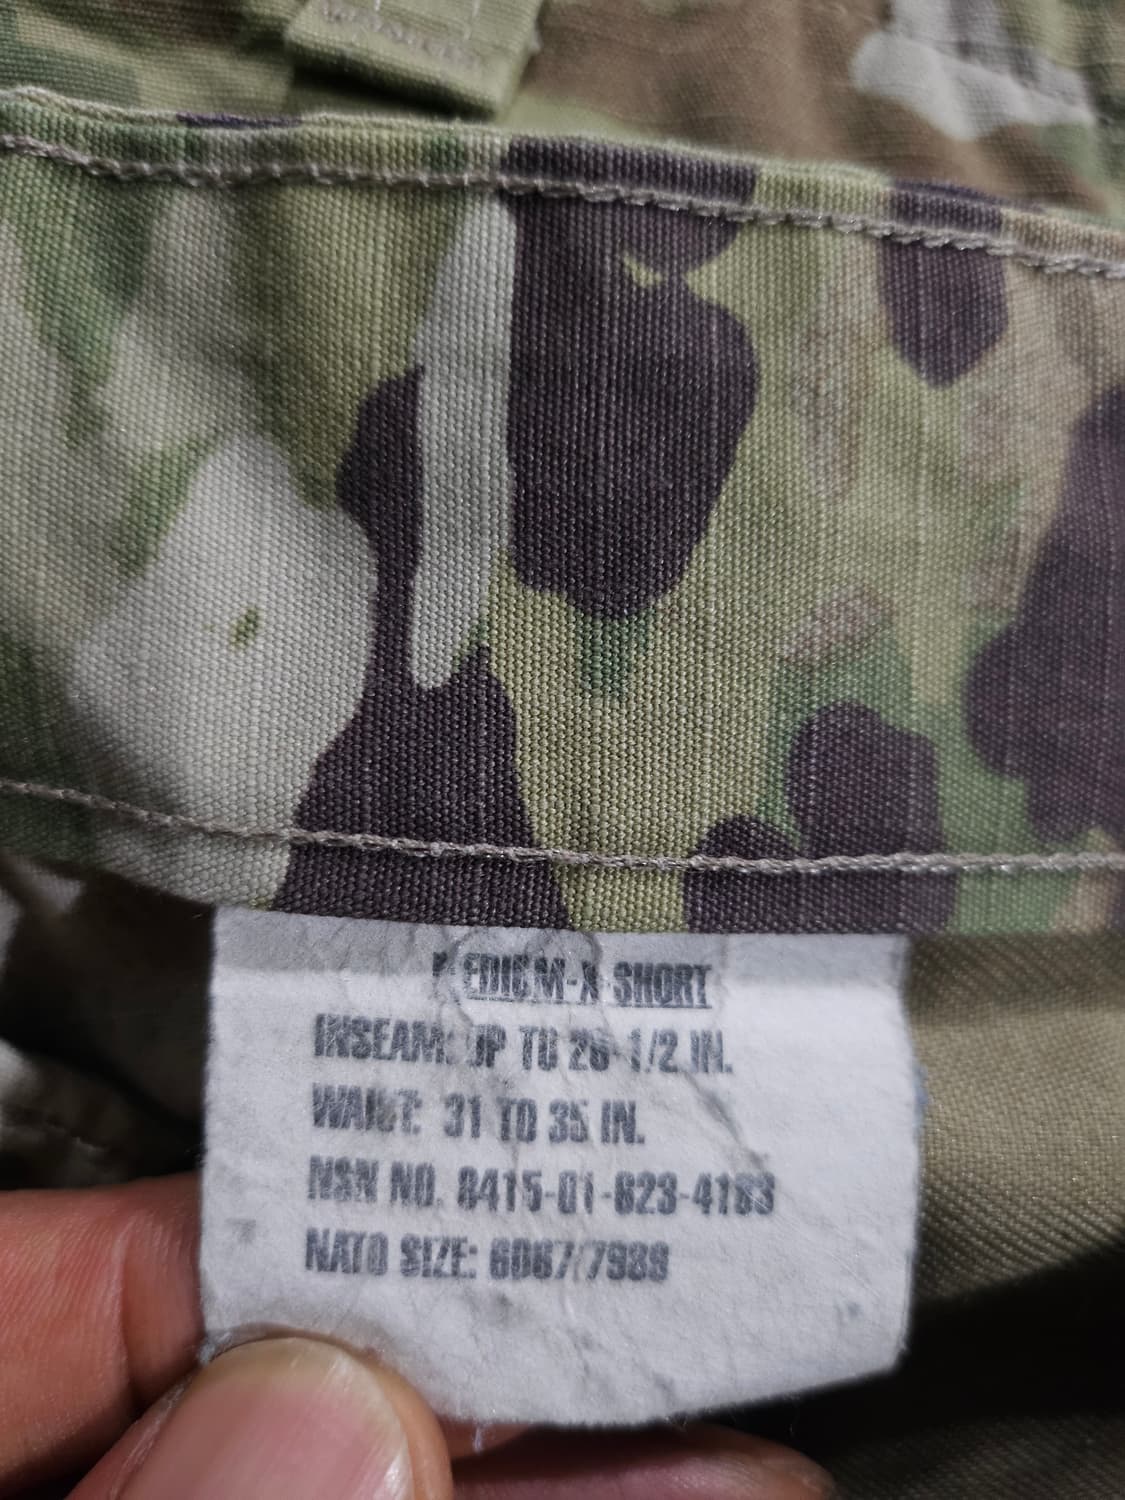 MEDIUM-X-SHORT
INSEAM: UP TO 26-1/2 IN.
WAIST: 31 TO 35 IN.
NSN NO. 8415-01-623-4183
NATO SIZE: 6067/7989